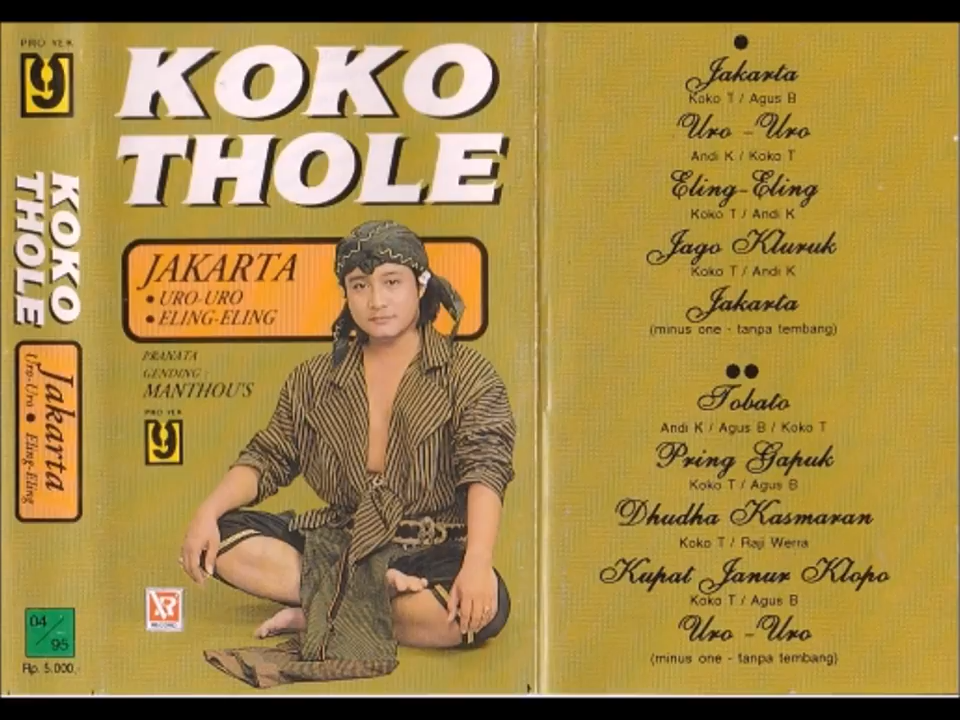 PRO YEK
Y
KOKO
THOLE
Jakarta
Uro-Uro • Eling-Eling
04/95
Rp. 5.000,-
KOKO
THOLE
JAKARTA
• URO-URO
• ELING-ELING
PRANATA
GENDING :
MANTHOU'S
PRO YEK
Y
XR
RECORD
•
Jakarta
Koko T / Agus B
Uro - Uro
Andi K / Koko T
Eling-Eling
Koko T / Andi K
Jago Kluruk
Koko T / Andi K
Jakarta
(minus one - tanpa tembang)
••
Tobato
Andi K / Agus B / Koko T
Pring Gapuk
Koko T / Agus B
Dhudha Kasmaran
Koko T / Raji Werra
Kupat Janur Klopo
Koko T / Agus B
Uro - Uro
(minus one - tanpa tembang)